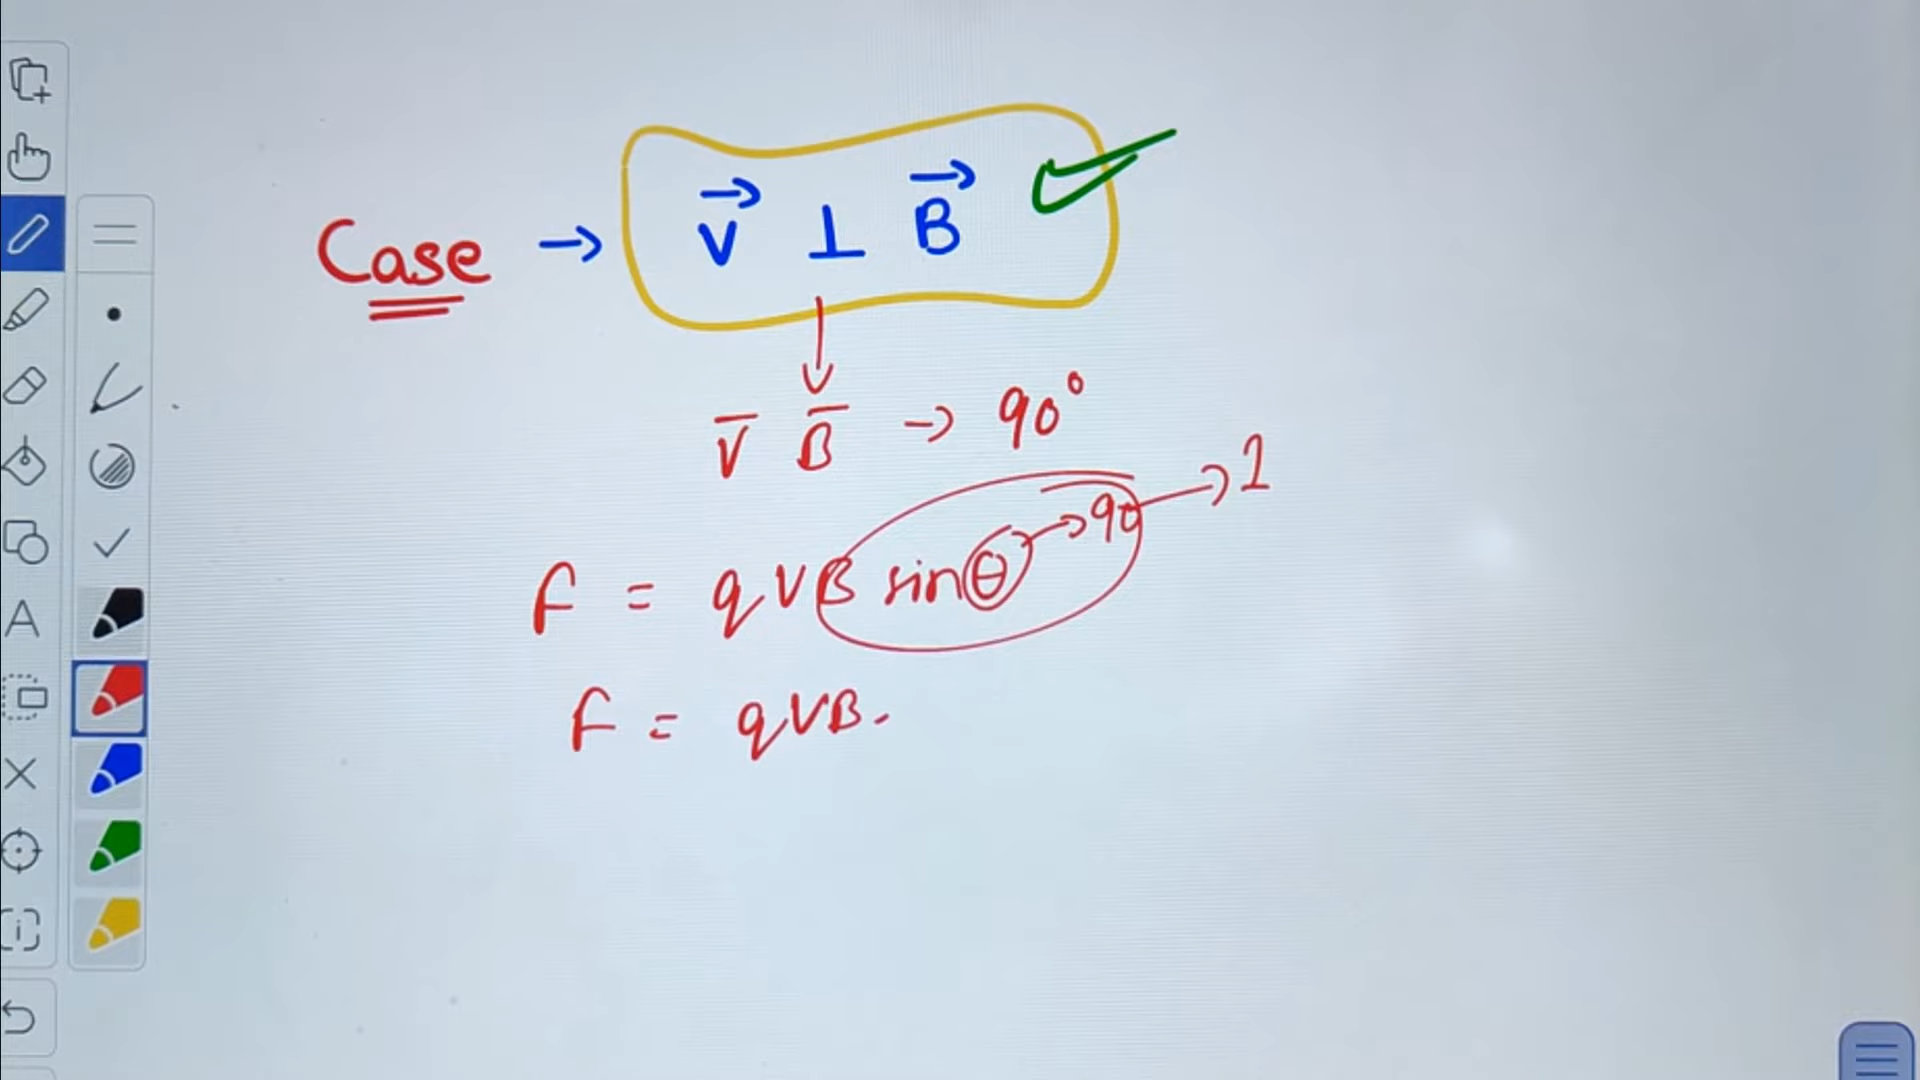 Case → V⃗ ⊥ B⃗
V̅ B̅ → 90°
F = qVB sinθ → 90 → 1
F = qVB.
A